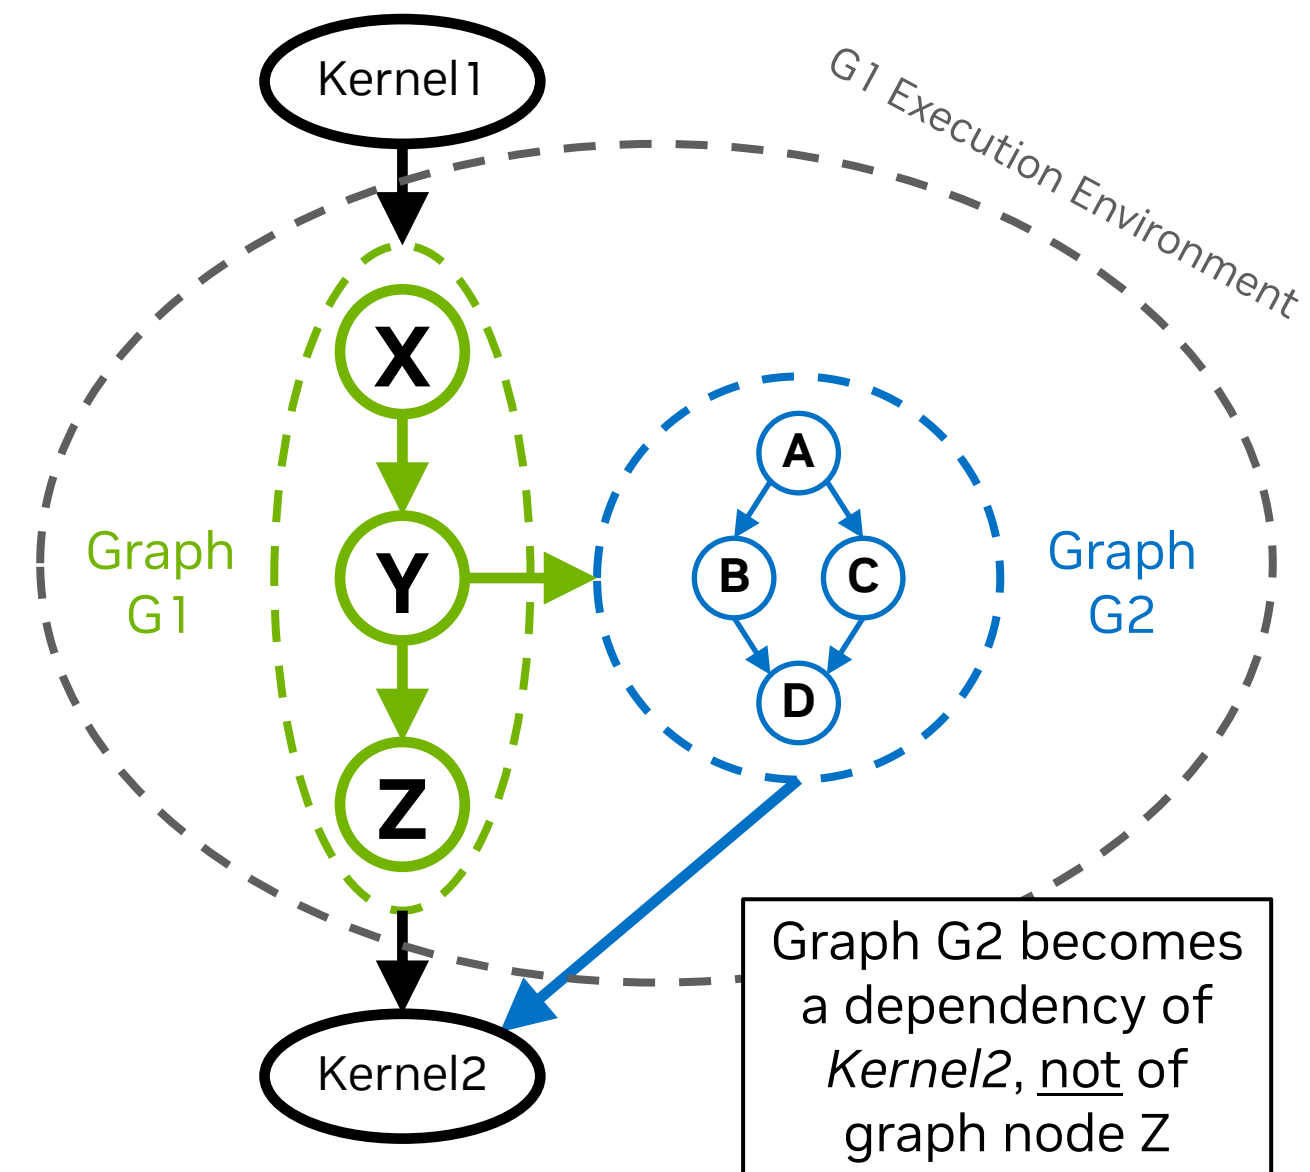 Kernel1
G1 Execution Environment
X
A
Graph
G1
Y
B
C
Graph
G2
D
Z
Graph G2 becomes
a dependency of
Kernel2, not of
graph node Z
Kernel2